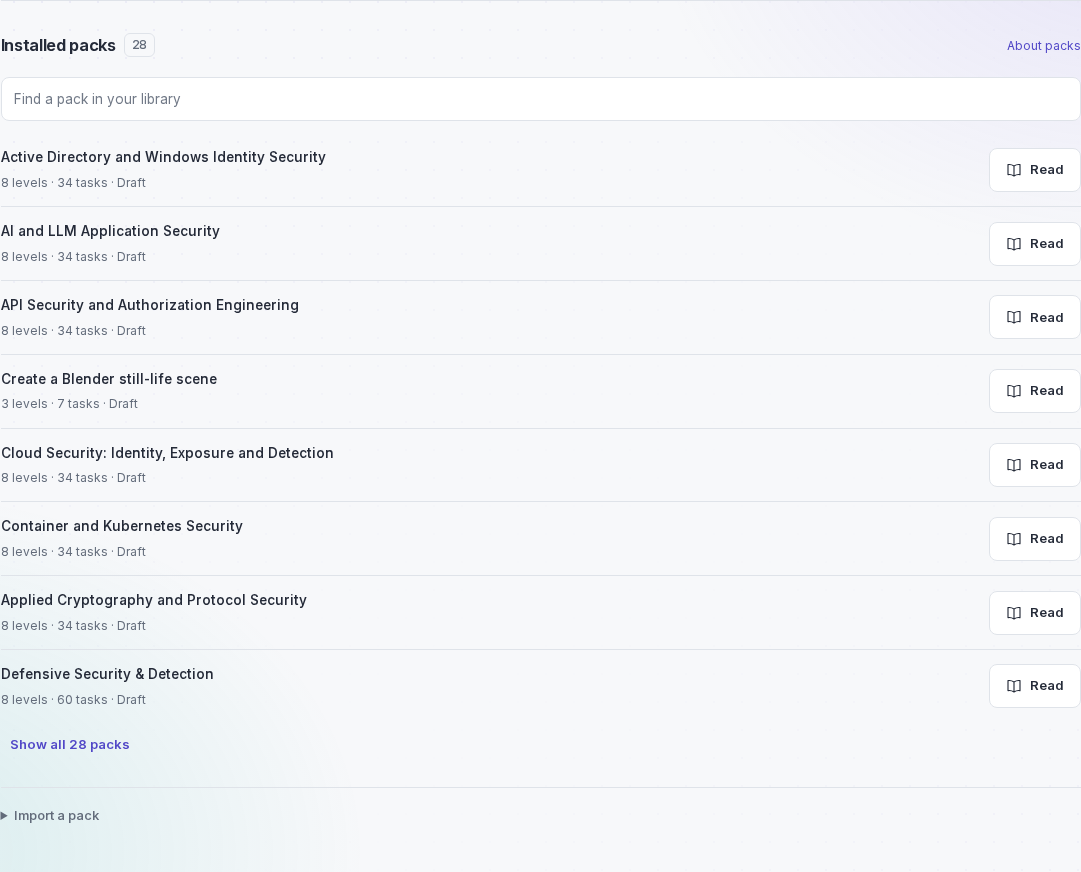 Installed packs 28
About packs
Find a pack in your library
Active Directory and Windows Identity Security
8 levels · 34 tasks · Draft
Read
AI and LLM Application Security
8 levels · 34 tasks · Draft
Read
API Security and Authorization Engineering
8 levels · 34 tasks · Draft
Read
Create a Blender still-life scene
3 levels · 7 tasks · Draft
Read
Cloud Security: Identity, Exposure and Detection
8 levels · 34 tasks · Draft
Read
Container and Kubernetes Security
8 levels · 34 tasks · Draft
Read
Applied Cryptography and Protocol Security
8 levels · 34 tasks · Draft
Read
Defensive Security & Detection
8 levels · 60 tasks · Draft
Read
Show all 28 packs
Import a pack